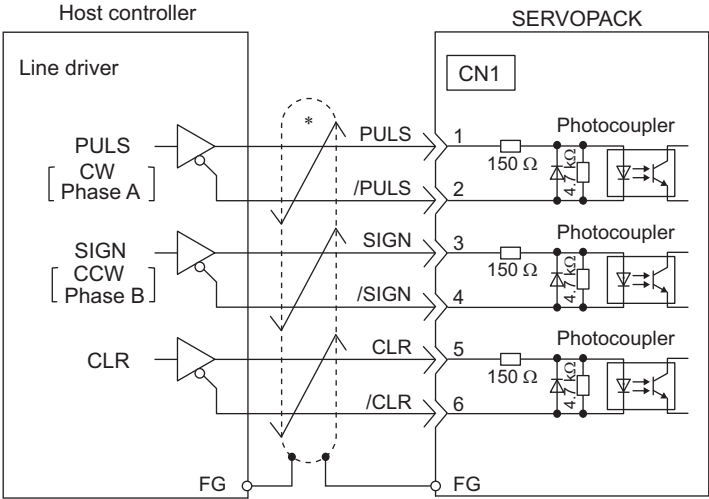 Host controller
SERVOPACK
Line driver
CN1
PULS
CW
Phase A
*
PULS
1
150 Ω
4.7 kΩ
Photocoupler
/PULS
2
SIGN
CCW
Phase B
SIGN
3
150 Ω
4.7 kΩ
Photocoupler
/SIGN
4
CLR
CLR
5
150 Ω
4.7 kΩ
Photocoupler
/CLR
6
FG
FG